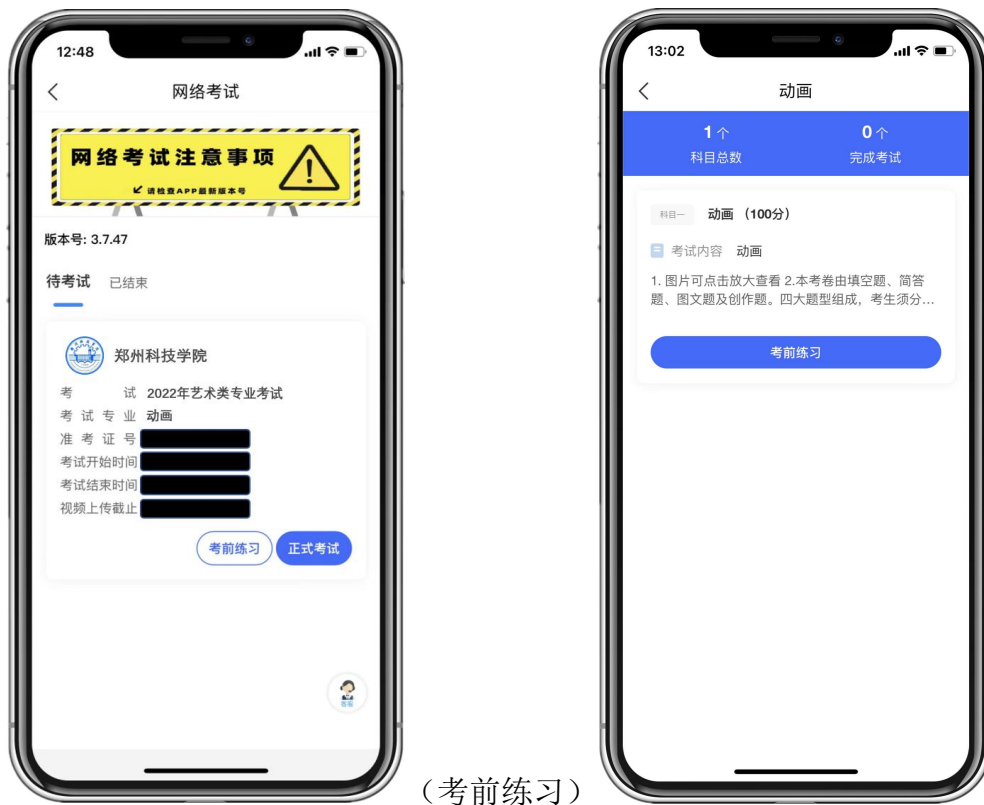 12:48
网络考试
网络考试注意事项
请检查APP最新版本号
版本号: 3.7.47
待考试 已结束
郑州科技学院
考试 2022年艺术类专业考试
考试专业 动画
准考证号
考试开始时间
考试结束时间
视频上传截止
考前练习 正式考试
客服
(考前练习)
13:02
动画
1个 0个
科目总数 完成考试
科目一 动画(100分)
考试内容 动画
1. 图片可点击放大查看 2.本考卷由填空题、简答
题、图文题及创作题。四大题型组成，考生须分...
考前练习